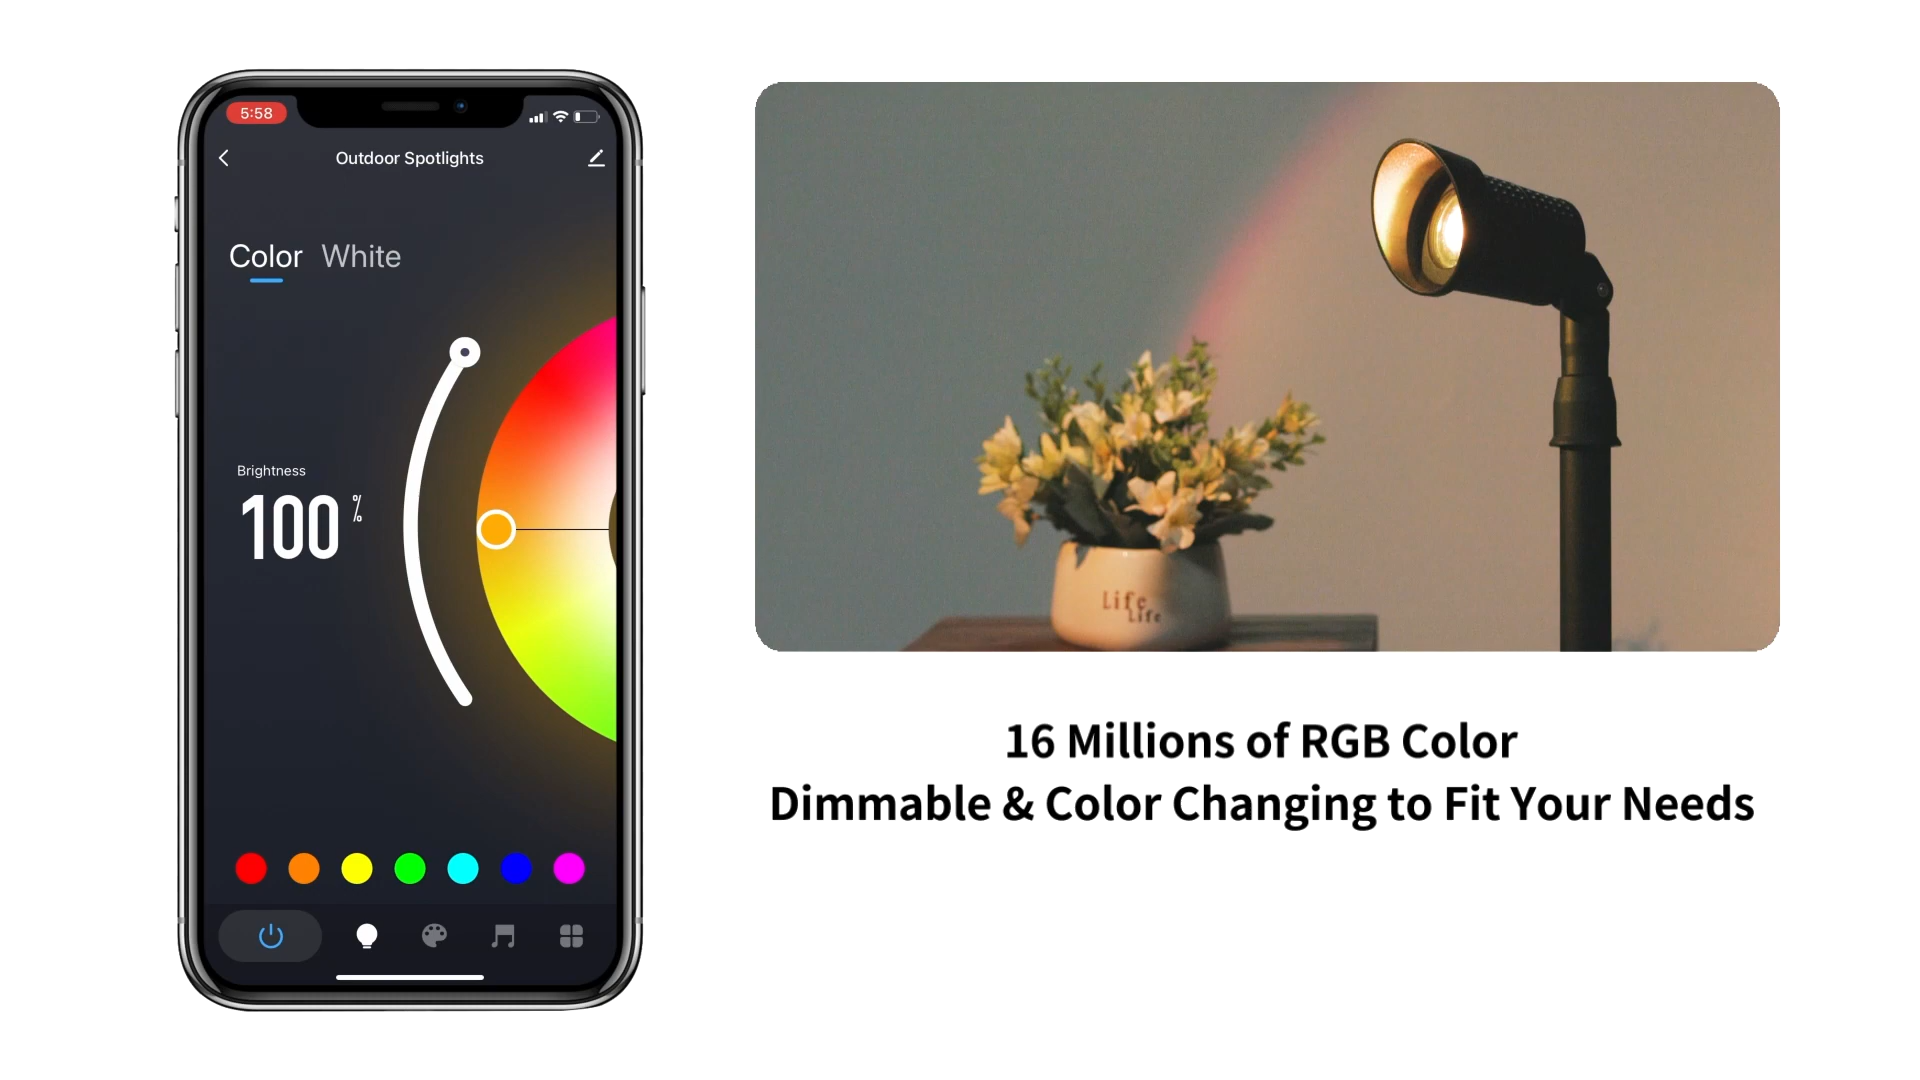 5:58
Outdoor Spotlights
Color White
Brightness
100 %
Life
Life
16 Millions of RGB Color
Dimmable & Color Changing to Fit Your Needs